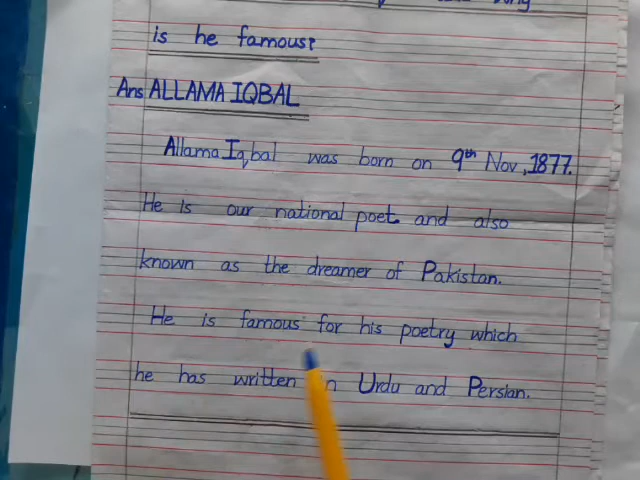 is he famous?
Ans ALLAMA IQBAL
Allama Iqbal was born on 9th Nov, 1877.
He is our national poet and also
known as the dreamer of Pakistan.
He is famous for his poetry which
he has written in Urdu and Persian.